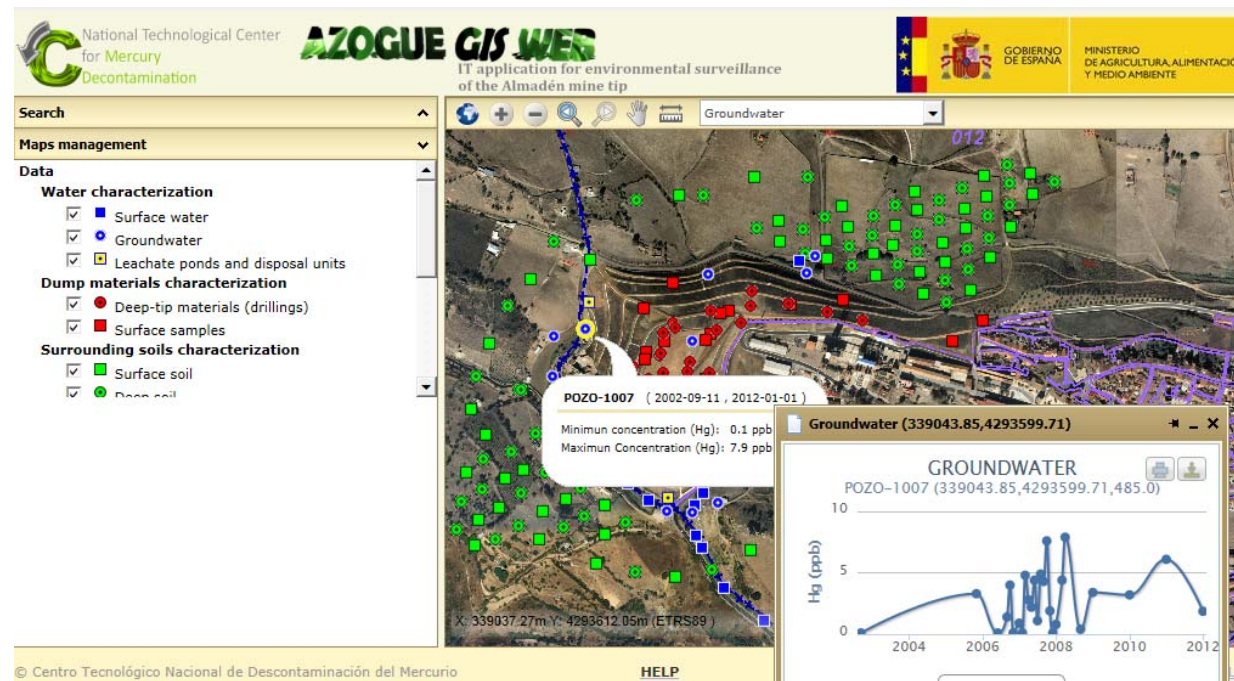 National Technological Center
for Mercury
Decontamination
AZOGUE GIS WEB
IT application for environmental surveillance
of the Almadén mine tip
GOBIERNO
DE ESPAÑA
MINISTERIO
DE AGRICULTURA, ALIMENTACIÓ
Y MEDIO AMBIENTE
Search
Maps management
Groundwater
Data
Water characterization
Surface water
Groundwater
Leachate ponds and disposal units
Dump materials characterization
Deep-tip materials (drillings)
Surface samples
Surrounding soils characterization
Surface soil
Deep soil
012
POZO-1007 ( 2002-09-11 , 2012-01-01 )
Minimun concentration (Hg): 0.1 ppb
Maximun Concentration (Hg): 7.9 ppb
Groundwater (339043.85,4293599.71)
GROUNDWATER
POZO-1007 (339043.85,4293599.71,485.0)
Hg (ppb)
10
5
0
2004 2006 2008 2010 2012
X: 339037.27m Y: 4293612.05m (ETRS89 )
© Centro Tecnológico Nacional de Descontaminación del Mercurio
HELP